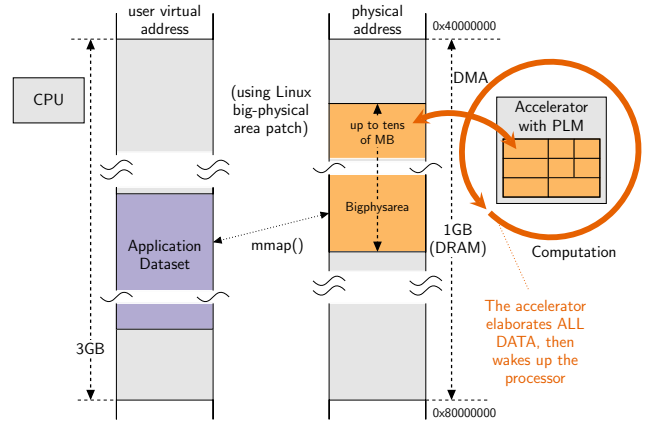 user virtual
address
physical
address
0x40000000
CPU
(using Linux
big-physical
area patch)
up to tens
of MB
DMA
Accelerator
with PLM
Bigphysarea
Application
Dataset
mmap()
1GB
(DRAM)
Computation
3GB
The accelerator
elaborates ALL
DATA, then
wakes up the
processor
0x80000000